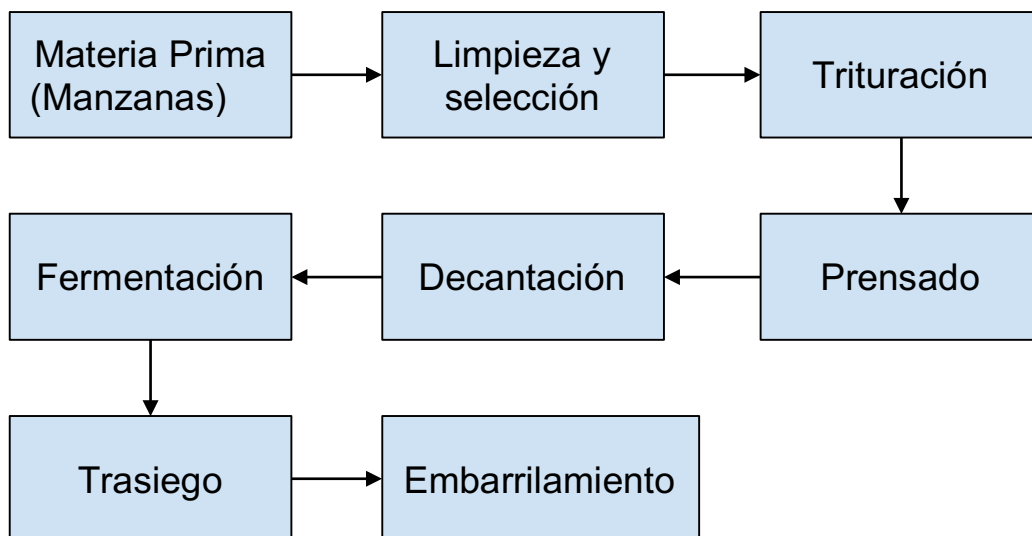 Materia Prima
(Manzanas)
Limpieza y
selección
Trituración
Prensado
Decantación
Fermentación
Trasiego
Embarrilamiento